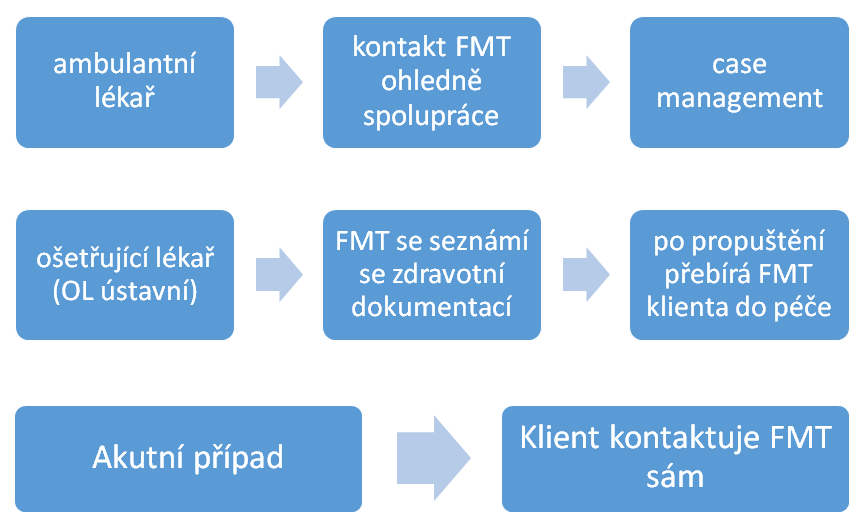 ambulantní
lékař
kontakt FMT
ohledně
spolupráce
case
management
ošetřující lékař
(OL ústavní)
FMT se seznámí
se zdravotní
dokumentací
po propuštění
přebírá FMT
klienta do péče
Akutní případ
Klient kontaktuje FMT
sám